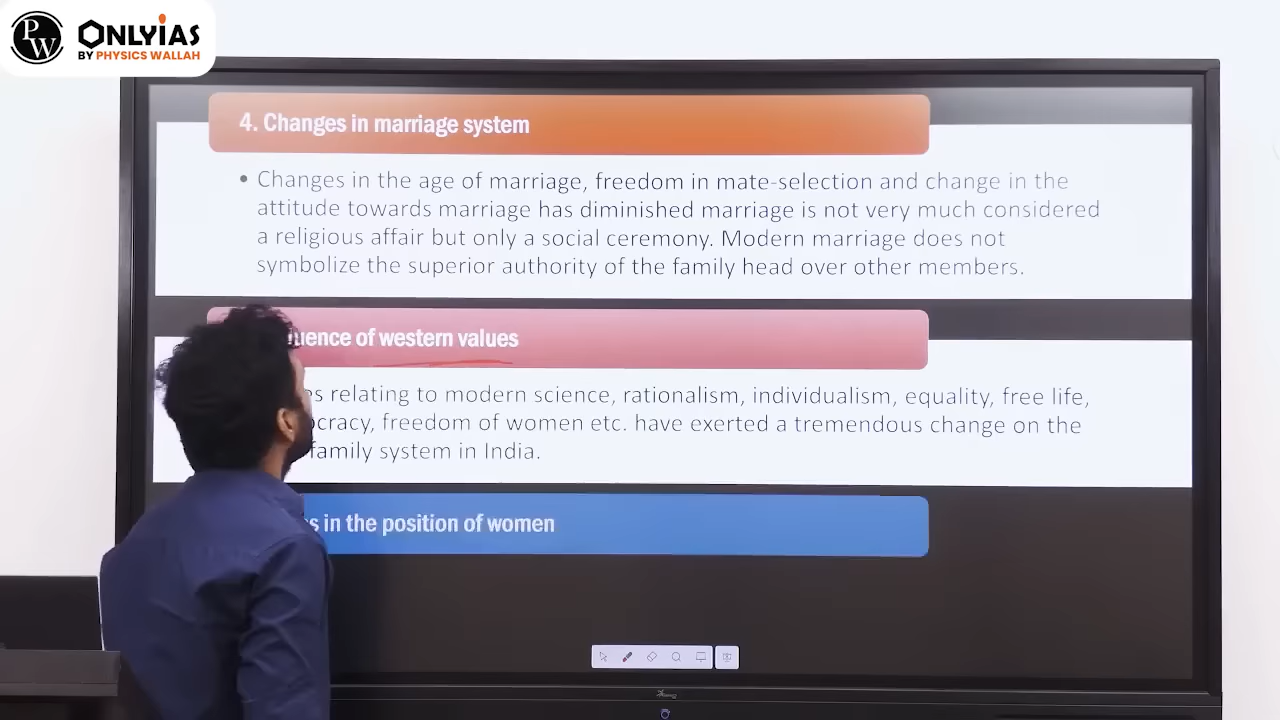 PW
ONLYIAS
BY PHYSICS WALLAH
4. Changes in marriage system
• Changes in the age of marriage, freedom in mate-selection and change in the
attitude towards marriage has diminished marriage is not very much considered
a religious affair but only a social ceremony. Modern marriage does not
symbolize the superior authority of the family head over other members.
of western values
relating to modern science, rationalism, individualism, equality, free life,
freedom of women etc. have exerted a tremendous change on the
family system in India.
in the position of women